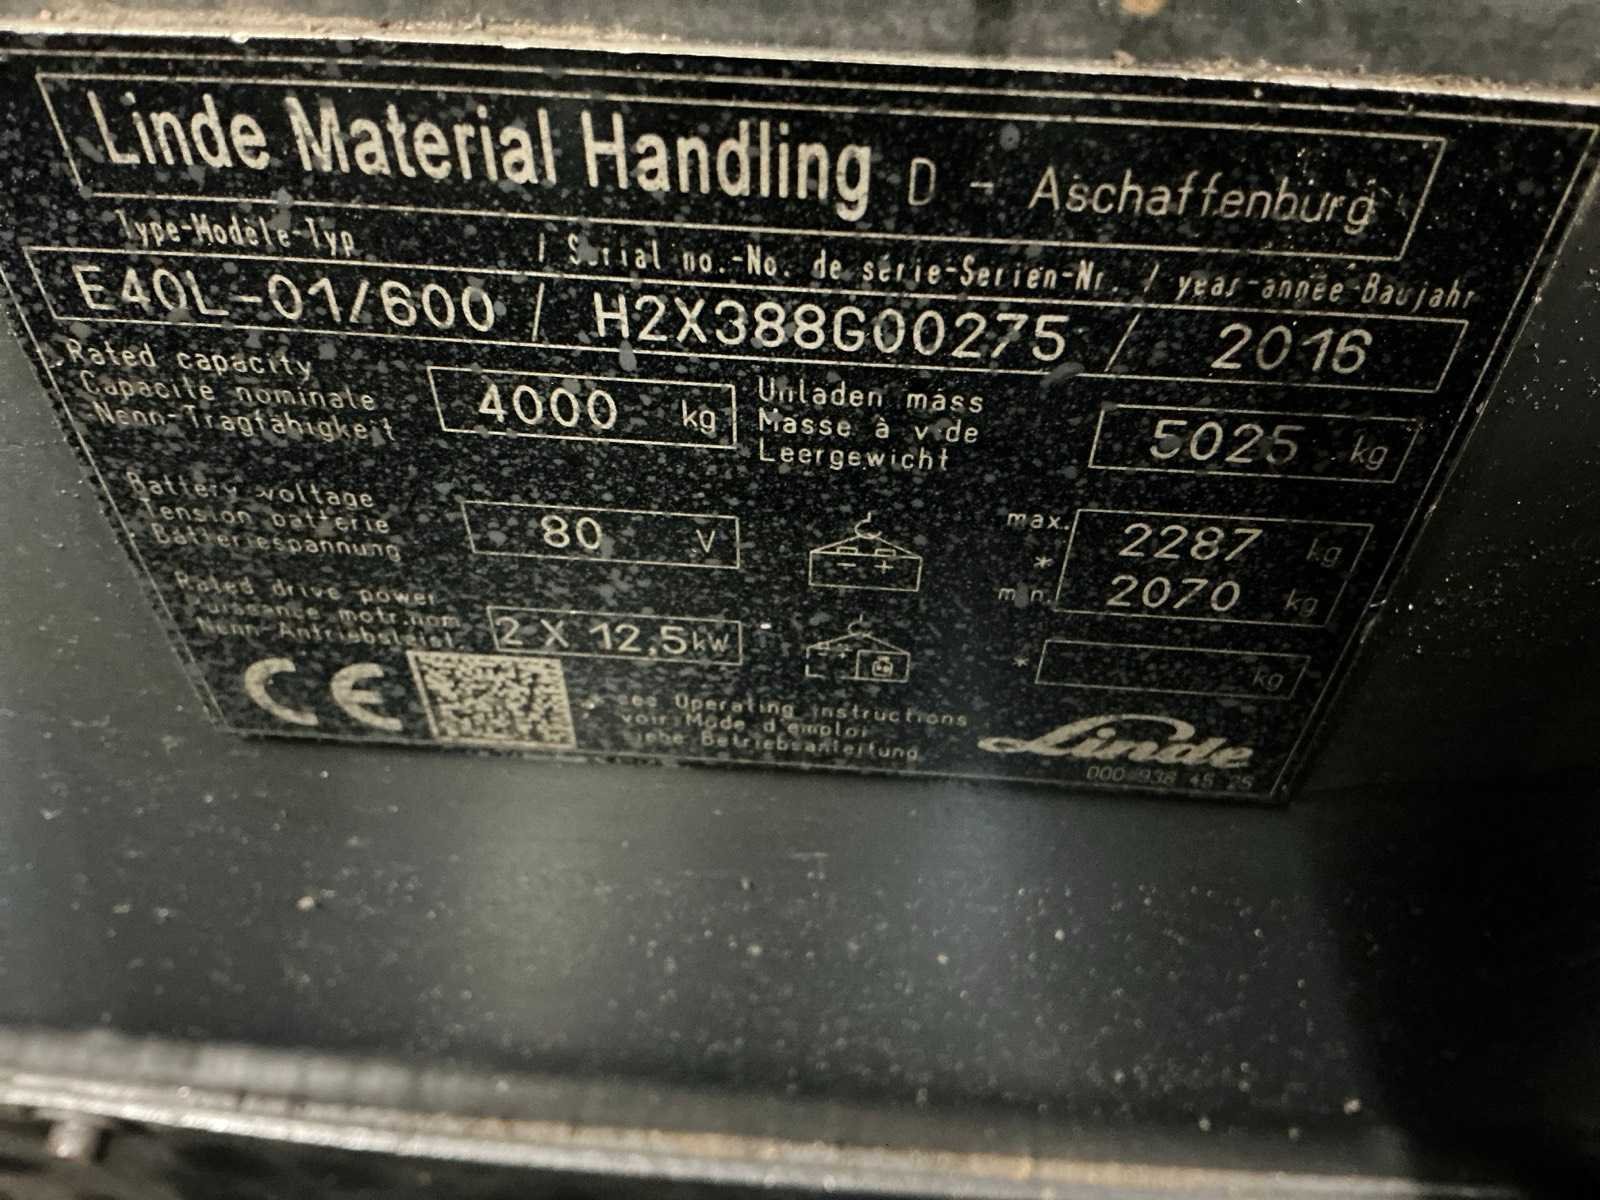 Linde Material Handling D - Aschaffenburg
Type-Modèle-Typ / Serial no.-No. de série-Serien-Nr. / year-année-Baujahr
E40L-01/600 / H2X388G00275 / 2016
Rated capacity
Capacité nominale
Nenn-Tragfähigkeit
4000 kg
Unladen mass
Masse à v de
Leergewicht
5025 kg
Battery voltage
Tension batterie
Batteriespannung
80 V
- +
max. 2287 kg
*
min. 2070 kg
Rated drive power
Puissance motr.nom
Nenn-Antriebsleist.
2 X 12,5 kW
* kg
CE
see Operating instructions
voir Mode d'emploi
siehe Betriebsanleitung
Linde
000 938 45 25